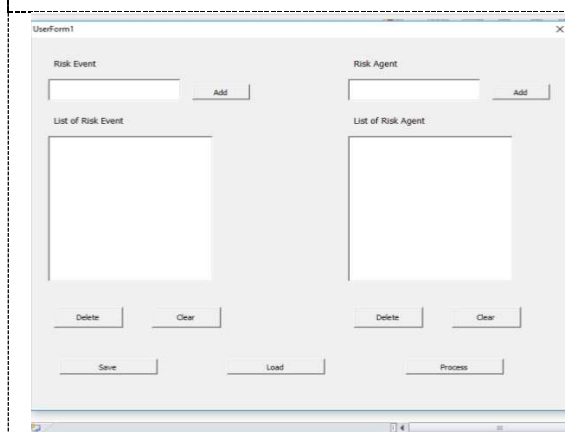 UserForm1
Risk Event Risk Agent
Add Add
List of Risk Event List of Risk Agent
Delete Clear Delete Clear
Save Load Process